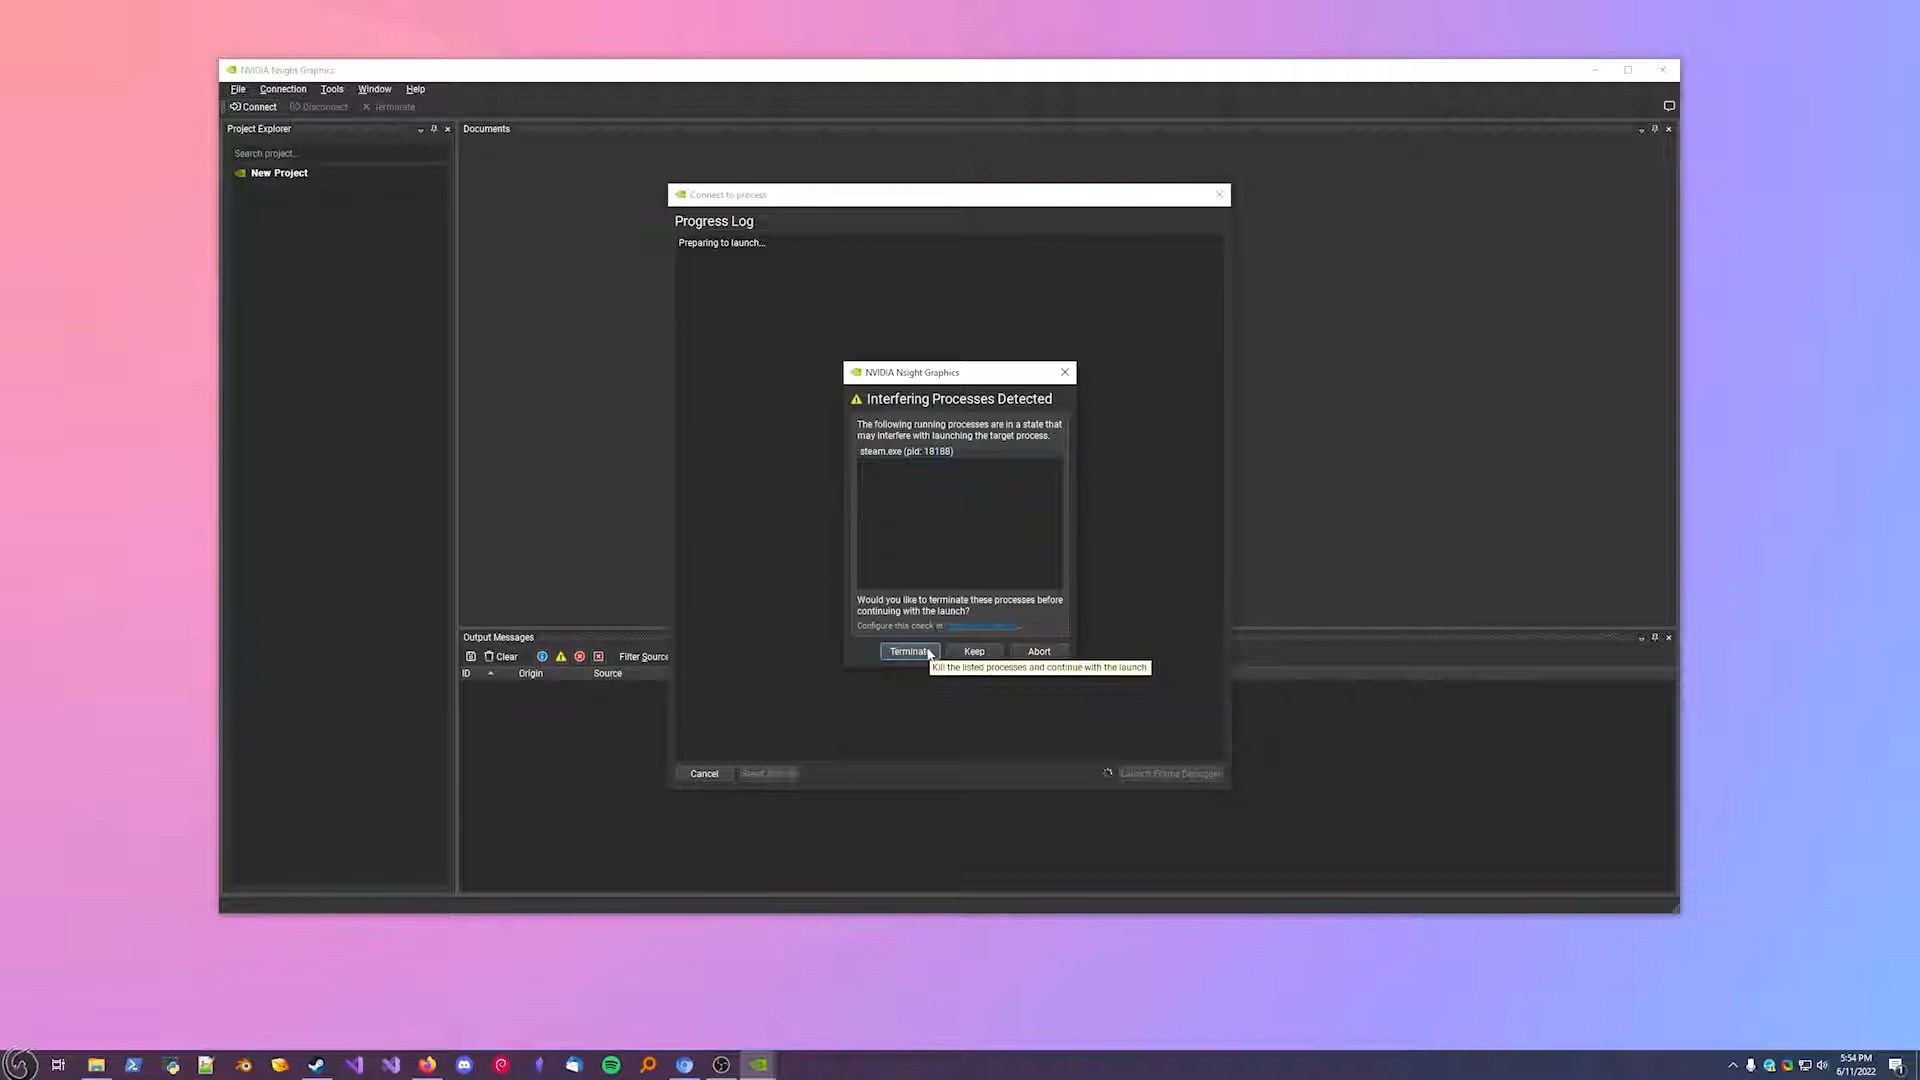 NVIDIA Nsight Graphics
File Connection Tools Window Help
Connect Disconnect Terminate
Project Explorer
Documents
Search project...
New Project
Connect to process
Progress Log
Preparing to launch...
NVIDIA Nsight Graphics
Interfering Processes Detected
The following running processes are in a state that
may interfere with launching the target process.
steam.exe (pid: 18188)
Would you like to terminate these processes before
continuing with the launch?
Configure this check in
Terminate Keep Abort
Kill the listed processes and continue with the launch
Output Messages
Clear
Filter Source
ID Origin Source
Cancel
Launch Frame Debugger
5:54 PM
6/11/2022